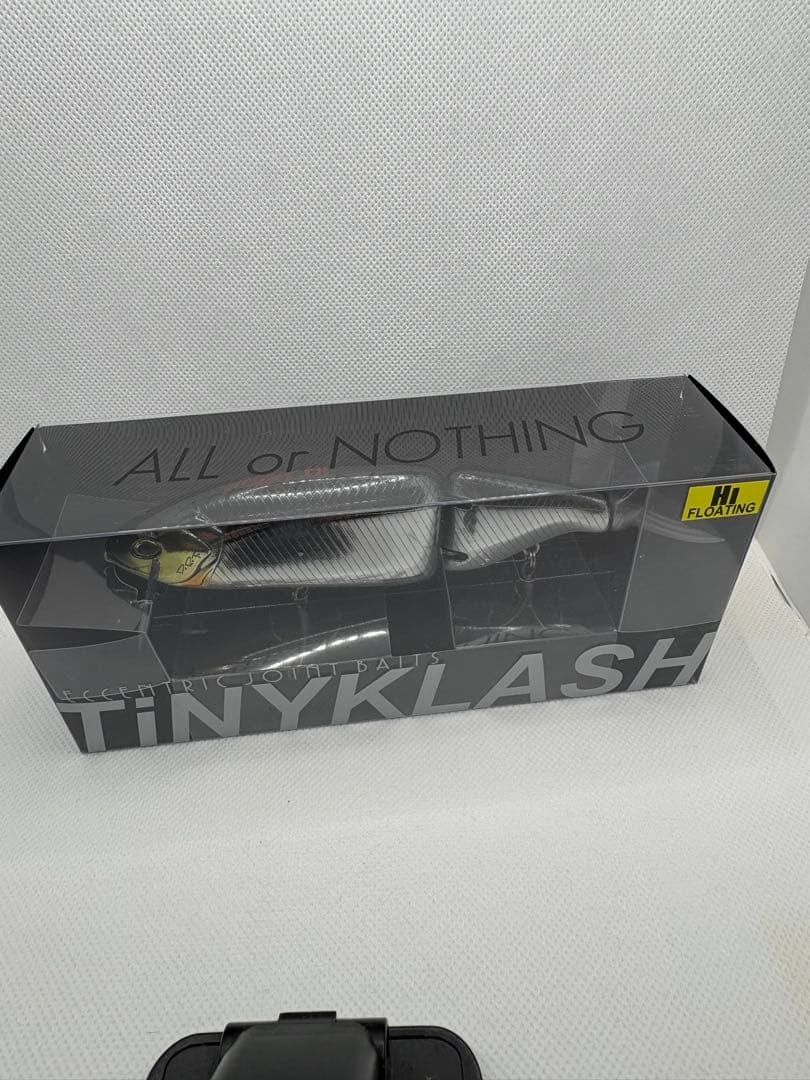 ALL or NOTHING
Hi
FLOATING
ECCENTRIC JOINT BAITS
TiNYKLASH